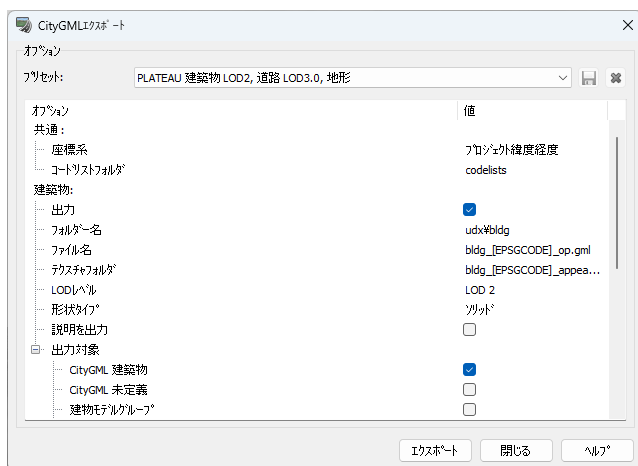 CityGMLｴｸｽﾎﾟｰﾄ
ｵﾌﾟｼｮﾝ
ﾌﾟﾘｾｯﾄ: PLATEAU 建築物 LOD2, 道路 LOD3.0, 地形
ｵﾌﾟｼｮﾝ 値
共通 :
座標系 ﾌﾟﾛｼﾞｪｸﾄ緯度経度
ｺｰﾄﾞﾘｽﾄﾌｫﾙﾀﾞ codelists
建築物:
出力
フォルダー名 udx¥bldg
ファイル名 bldg_[EPSGCODE]_op.gml
ﾃｸｽﾁｬﾌｫﾙﾀﾞ bldg_[EPSGCODE]_appea...
LODﾚﾍﾞﾙ LOD 2
形状ﾀｲﾌﾟ ｿﾘｯﾄﾞ
説明を出力
出力対象
CityGML 建築物
CityGML 未定義
建物ﾓﾃﾞﾙｸﾞﾙｰﾌﾟ
ｴｸｽﾎﾟｰﾄ 閉じる ﾍﾙﾌﾟ